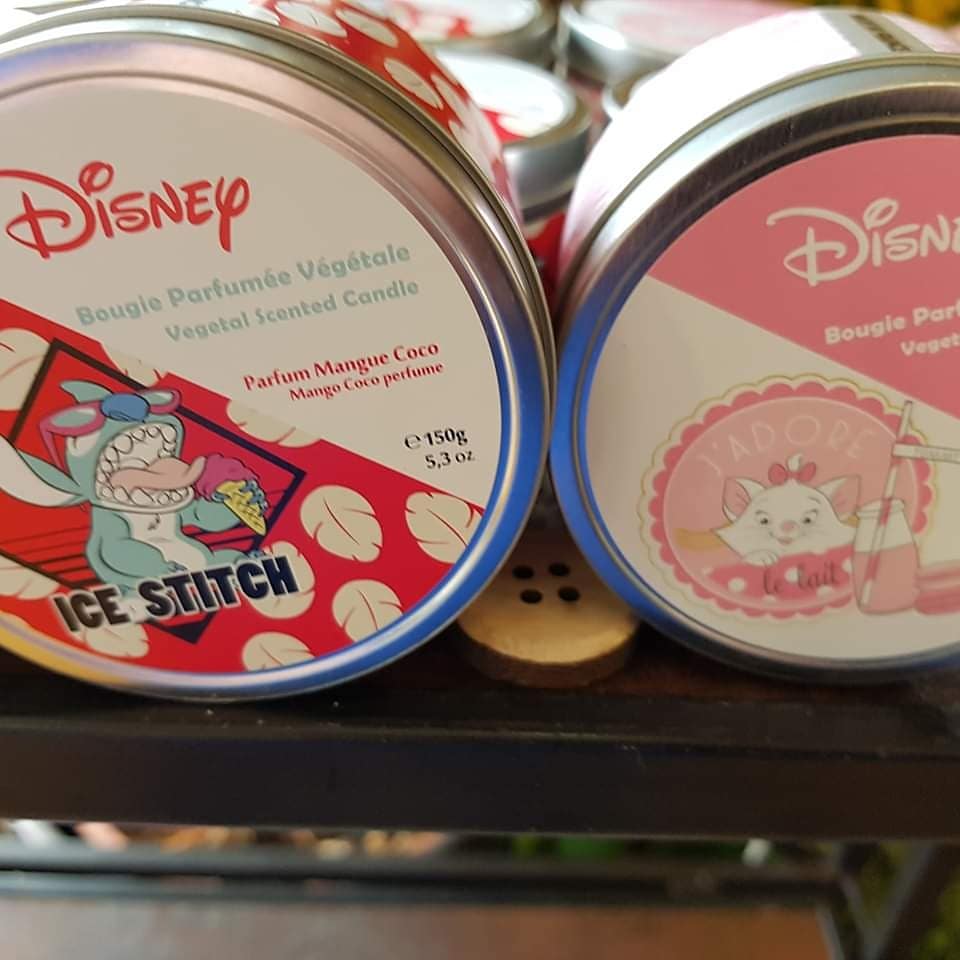 Disney
Bougie Parfumée Végétale
Vegetal Scented Candle
Parfum Mangue Coco
Mango Coco perfume
℮ 150g
5,3 oz
ICE STITCH
Disne
Bougie Parf
Veget
J'ADORE
le lait